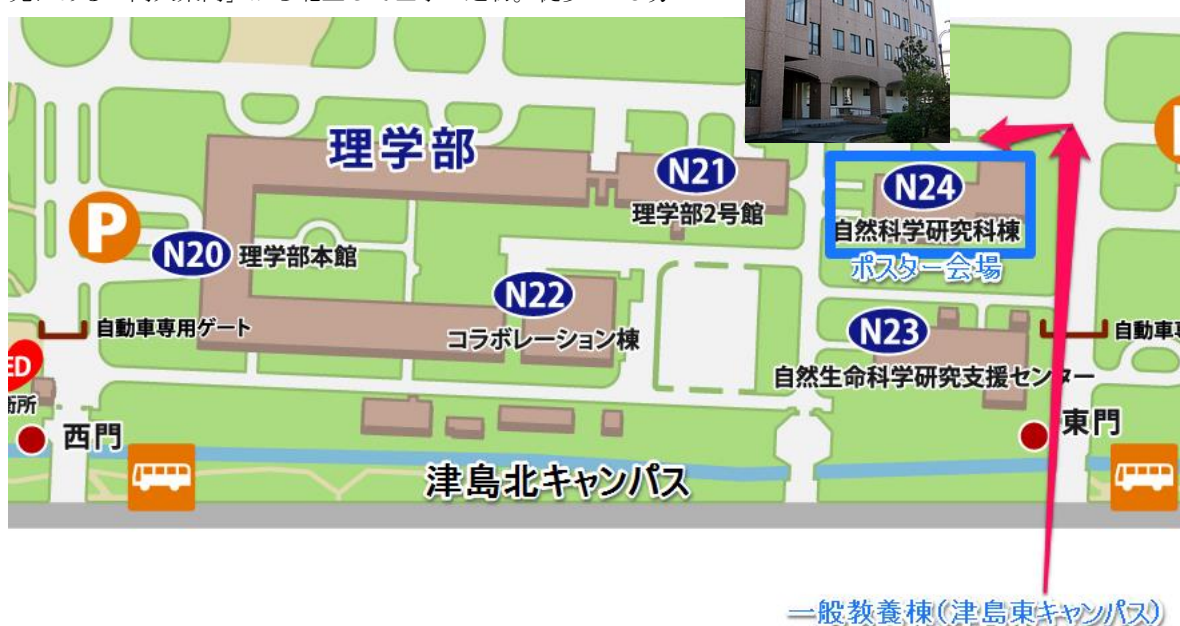 理学部
N21
理学部2号館
N24
自然科学研究科棟
ポスター会場
P
N20 理学部本館
N22
コラボレーション棟
N23
自然生命科学研究支援センター
自動車専用ゲート
自動車専
ED
西門
東門
津島北キャンパス
一般教養棟(津島東キャンパス)